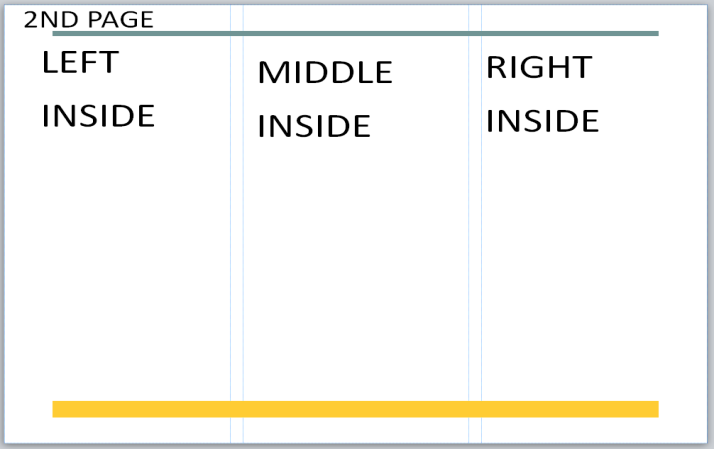 2ND PAGE
LEFT
INSIDE
MIDDLE
INSIDE
RIGHT
INSIDE